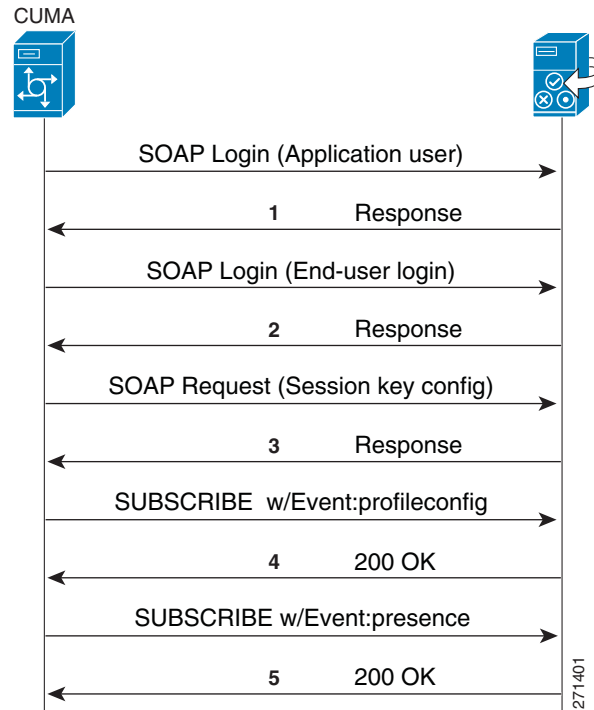 CUMA
SOAP Login (Application user)
1 Response
SOAP Login (End-user login)
2 Response
SOAP Request (Session key config)
3 Response
SUBSCRIBE w/Event:profileconfig
4 200 OK
SUBSCRIBE w/Event:presence
5 200 OK
271401